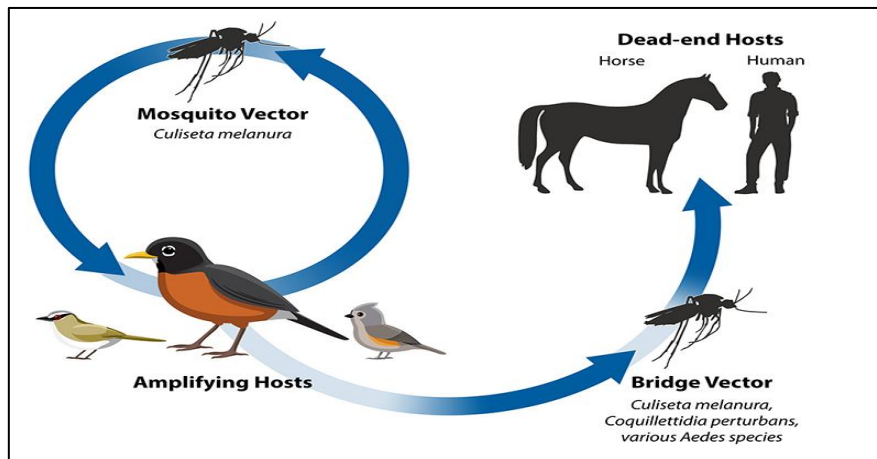 Mosquito Vector
Culiseta melanura
Dead-end Hosts
Horse Human
Amplifying Hosts
Bridge Vector
Culiseta melanura,
Coquillettidia perturbans,
various Aedes species